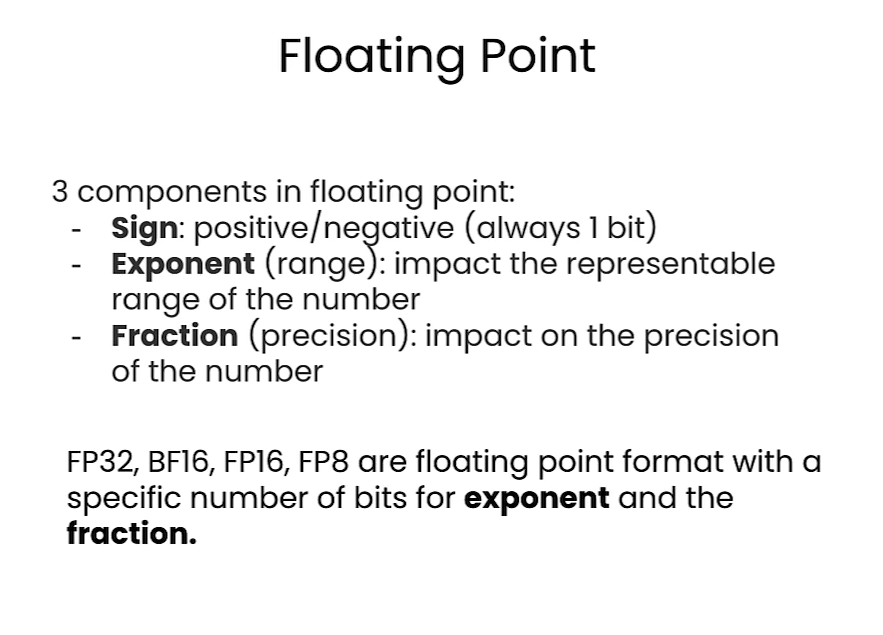 Floating Point
3 components in floating point:
- Sign: positive/negative (always 1 bit)
- Exponent (range): impact the representable
range of the number
- Fraction (precision): impact on the precision
of the number
FP32, BF16, FP16, FP8 are floating point format with a
specific number of bits for exponent and the
fraction.